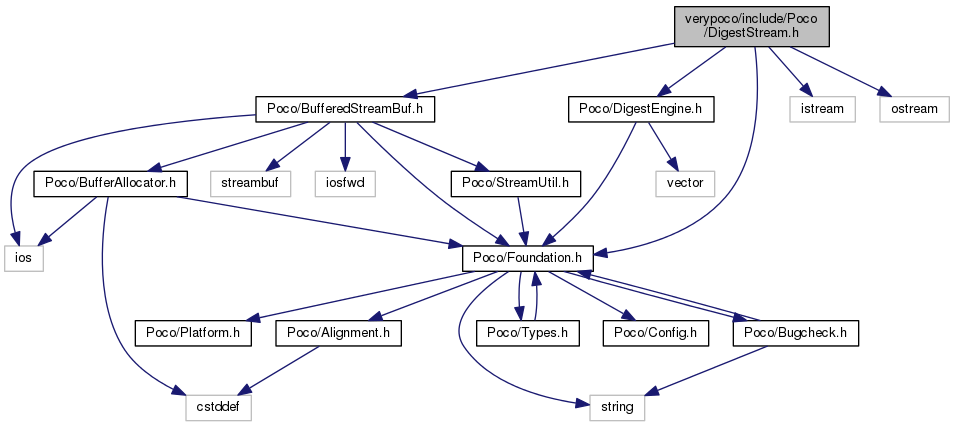 verypoco/include/Poco
/DigestStream.h
Poco/BufferedStreamBuf.h
Poco/DigestEngine.h
istream
ostream
Poco/BufferAllocator.h
streambuf
iosfwd
Poco/StreamUtil.h
vector
ios
Poco/Foundation.h
Poco/Platform.h
Poco/Alignment.h
Poco/Types.h
Poco/Config.h
Poco/Bugcheck.h
cstddef
string